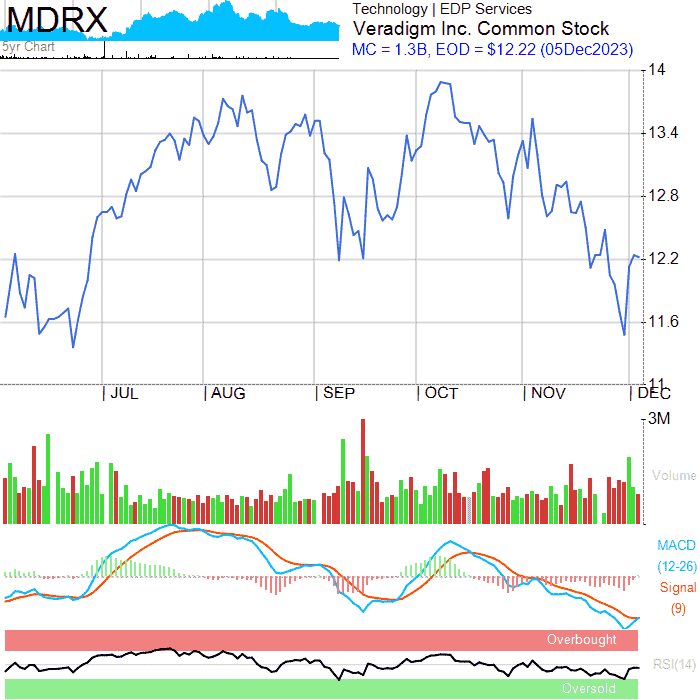 MDRX
5yr Chart
Technology | EDP Services
Veradigm Inc. Common Stock
MC = 1.3B, EOD = $12.22 (05Dec2023)
14
13.4
12.8
12.2
11.6
11
| JUL | AUG | SEP | OCT | NOV | DEC
3M
Volume
MACD
(12-26)
Signal
(9)
Overbought
RSI(14)
Oversold